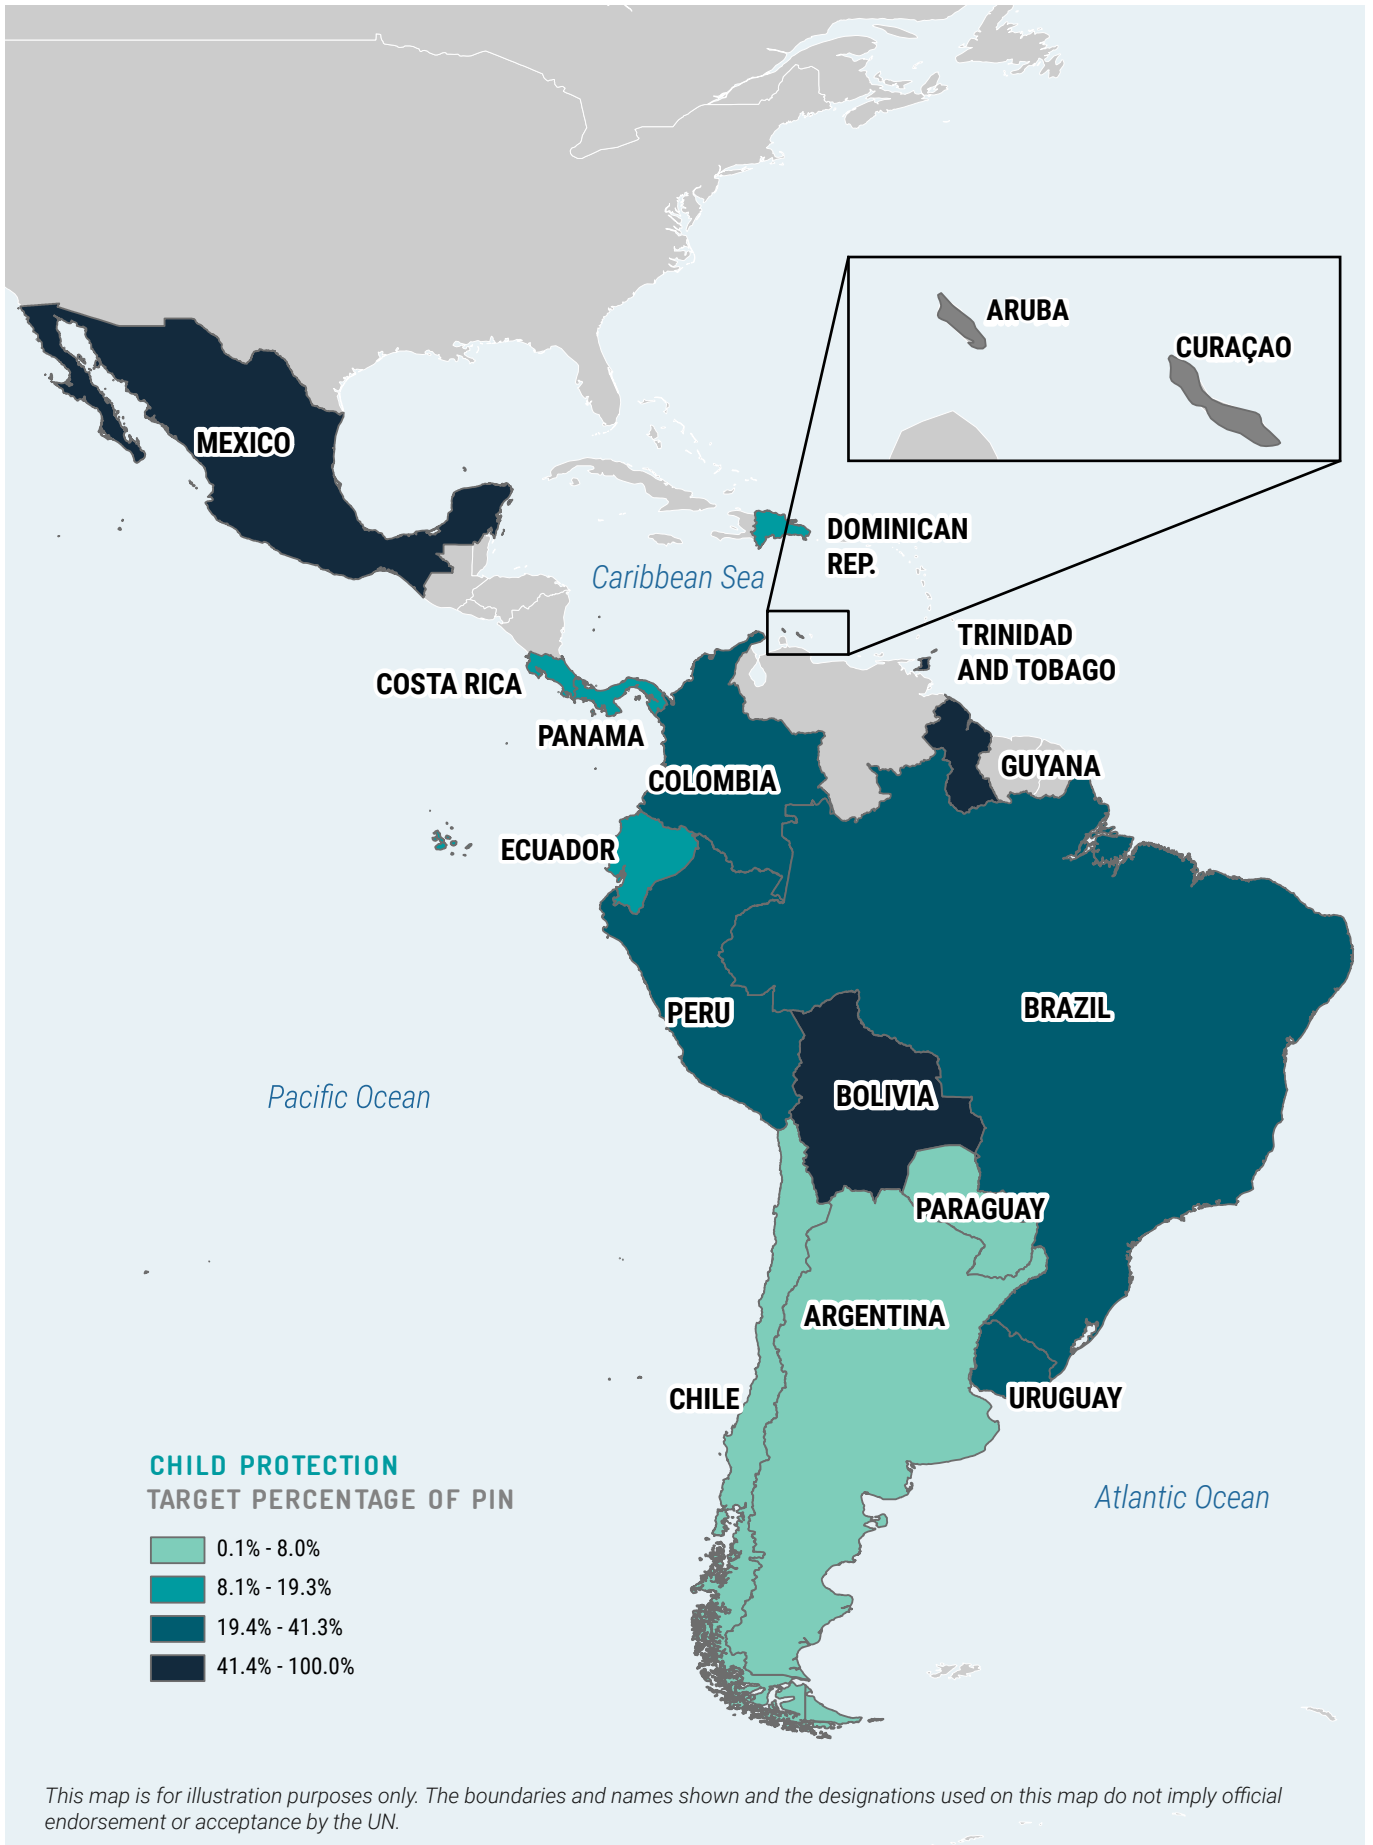 ARUBA
CURAÇAO
MEXICO
DOMINICAN
REP.
Caribbean Sea
TRINIDAD
AND TOBAGO
COSTA RICA
PANAMA
GUYANA
COLOMBIA
ECUADOR
PERU
BRAZIL
BOLIVIA
Pacific Ocean
PARAGUAY
ARGENTINA
CHILE
URUGUAY
Atlantic Ocean
CHILD PROTECTION
TARGET PERCENTAGE OF PIN
0.1% - 8.0%
8.1% - 19.3%
19.4% - 41.3%
41.4% - 100.0%
This map is for illustration purposes only. The boundaries and names shown and the designations used on this map do not imply official
endorsement or acceptance by the UN.